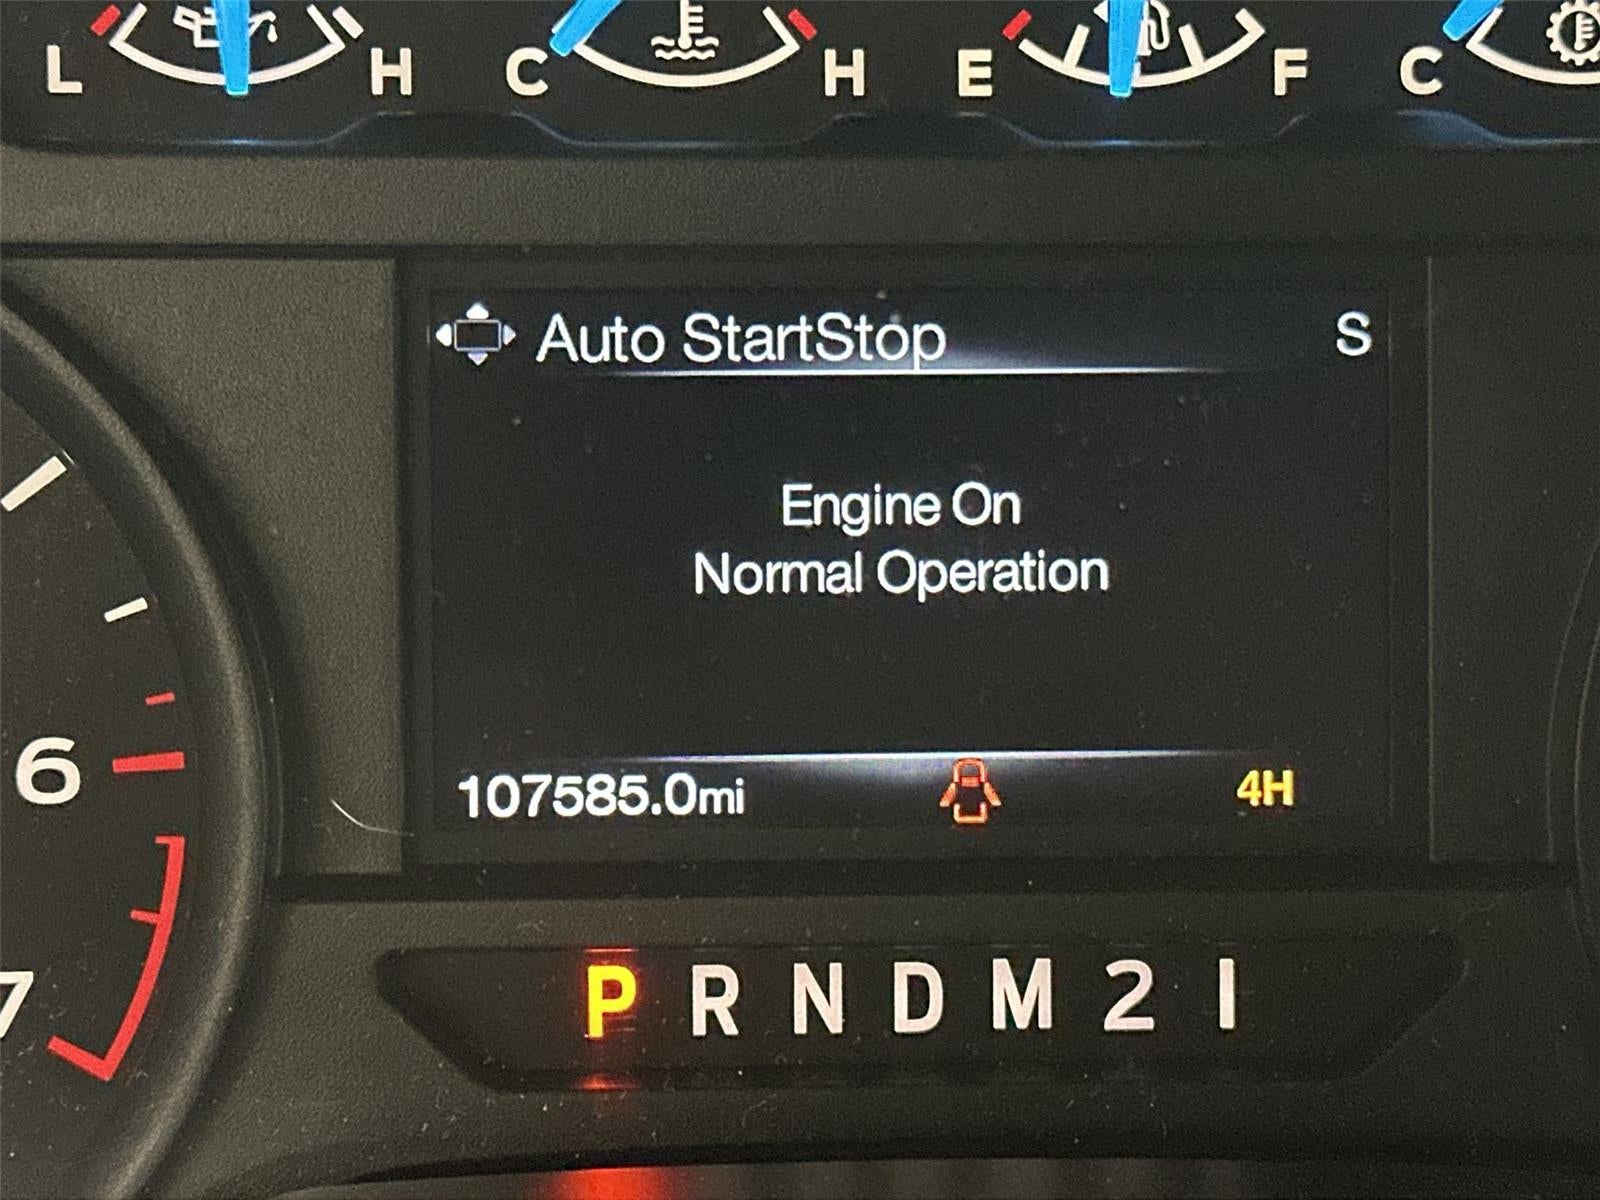 L H C H E F C
Auto StartStop S
Engine On
Normal Operation
107585.0mi 4H
6
7
P R N D M 2 1